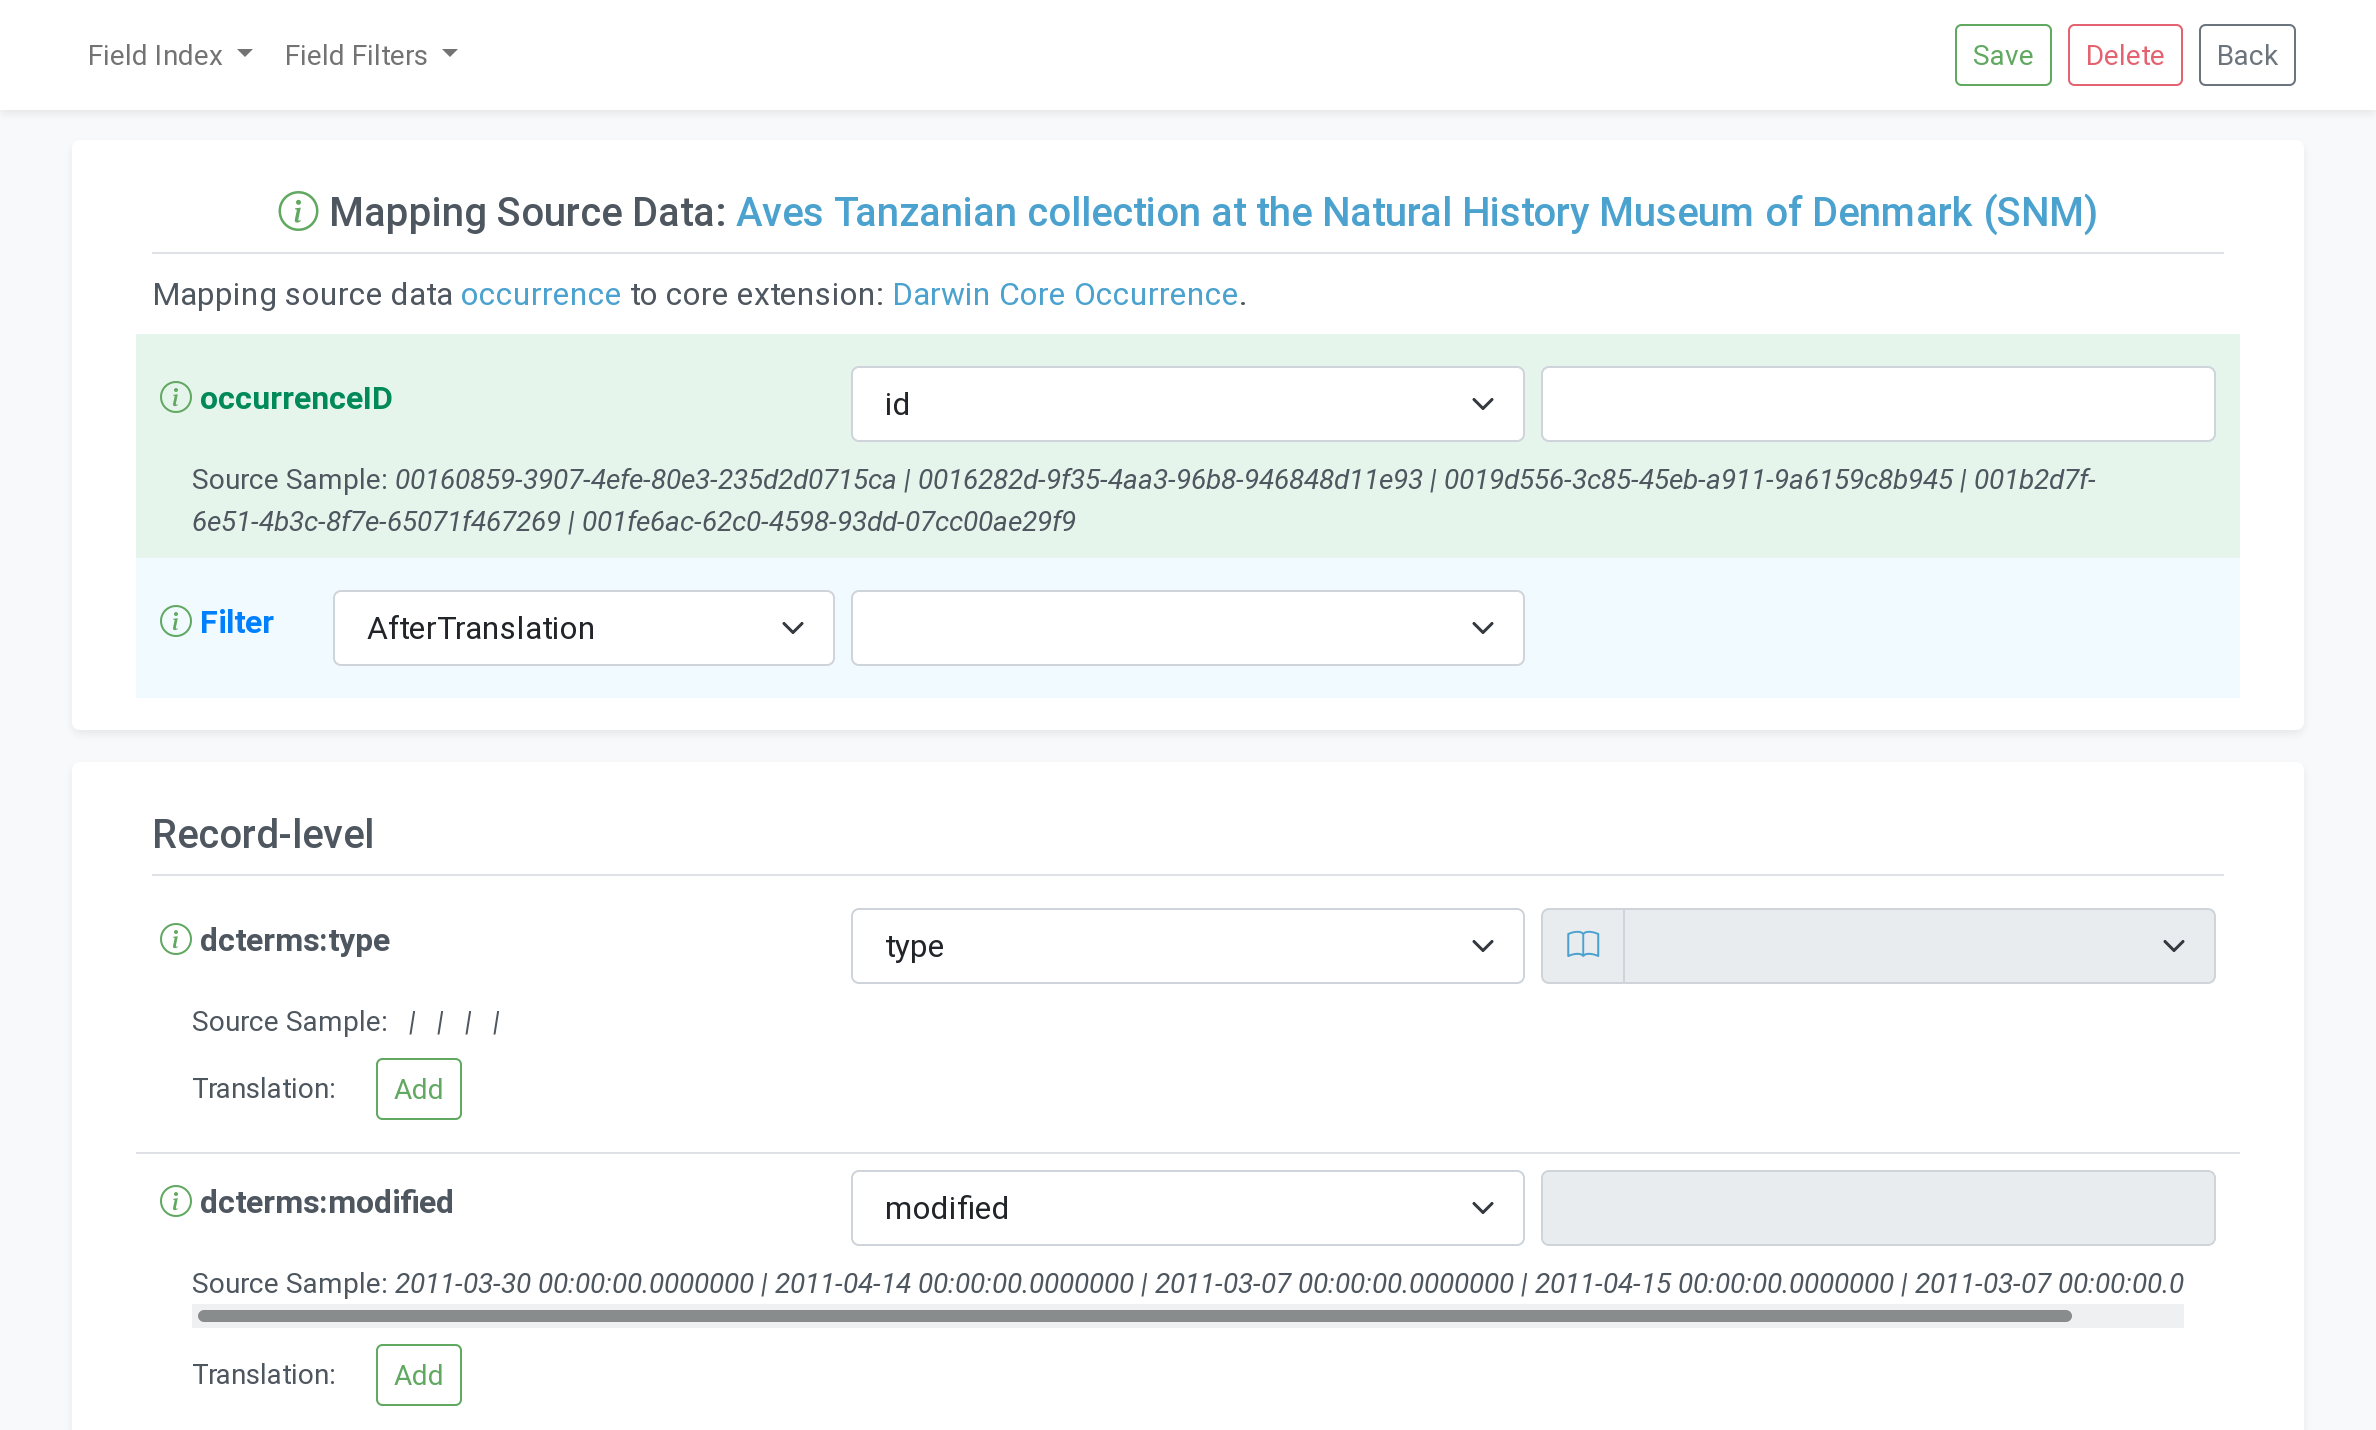 Field Index Field Filters Save Delete Back
Mapping Source Data: Aves Tanzanian collection at the Natural History Museum of Denmark (SNM)
Mapping source data occurrence to core extension: Darwin Core Occurrence.
occurrenceID id
Source Sample: 00160859-3907-4efe-80e3-235d2d0715ca | 0016282d-9f35-4aa3-96b8-946848d11e93 | 0019d556-3c85-45eb-a911-9a6159c8b945 | 001b2d7f-
6e51-4b3c-8f7e-65071f467269 | 001fe6ac-62c0-4598-93dd-07cc00ae29f9
Filter AfterTranslation
Record-level
dcterms:type type
Source Sample: | | | |
Translation: Add
dcterms:modified modified
Source Sample: 2011-03-30 00:00:00.0000000 | 2011-04-14 00:00:00.0000000 | 2011-03-07 00:00:00.0000000 | 2011-04-15 00:00:00.0000000 | 2011-03-07 00:00:00.0
Translation: Add